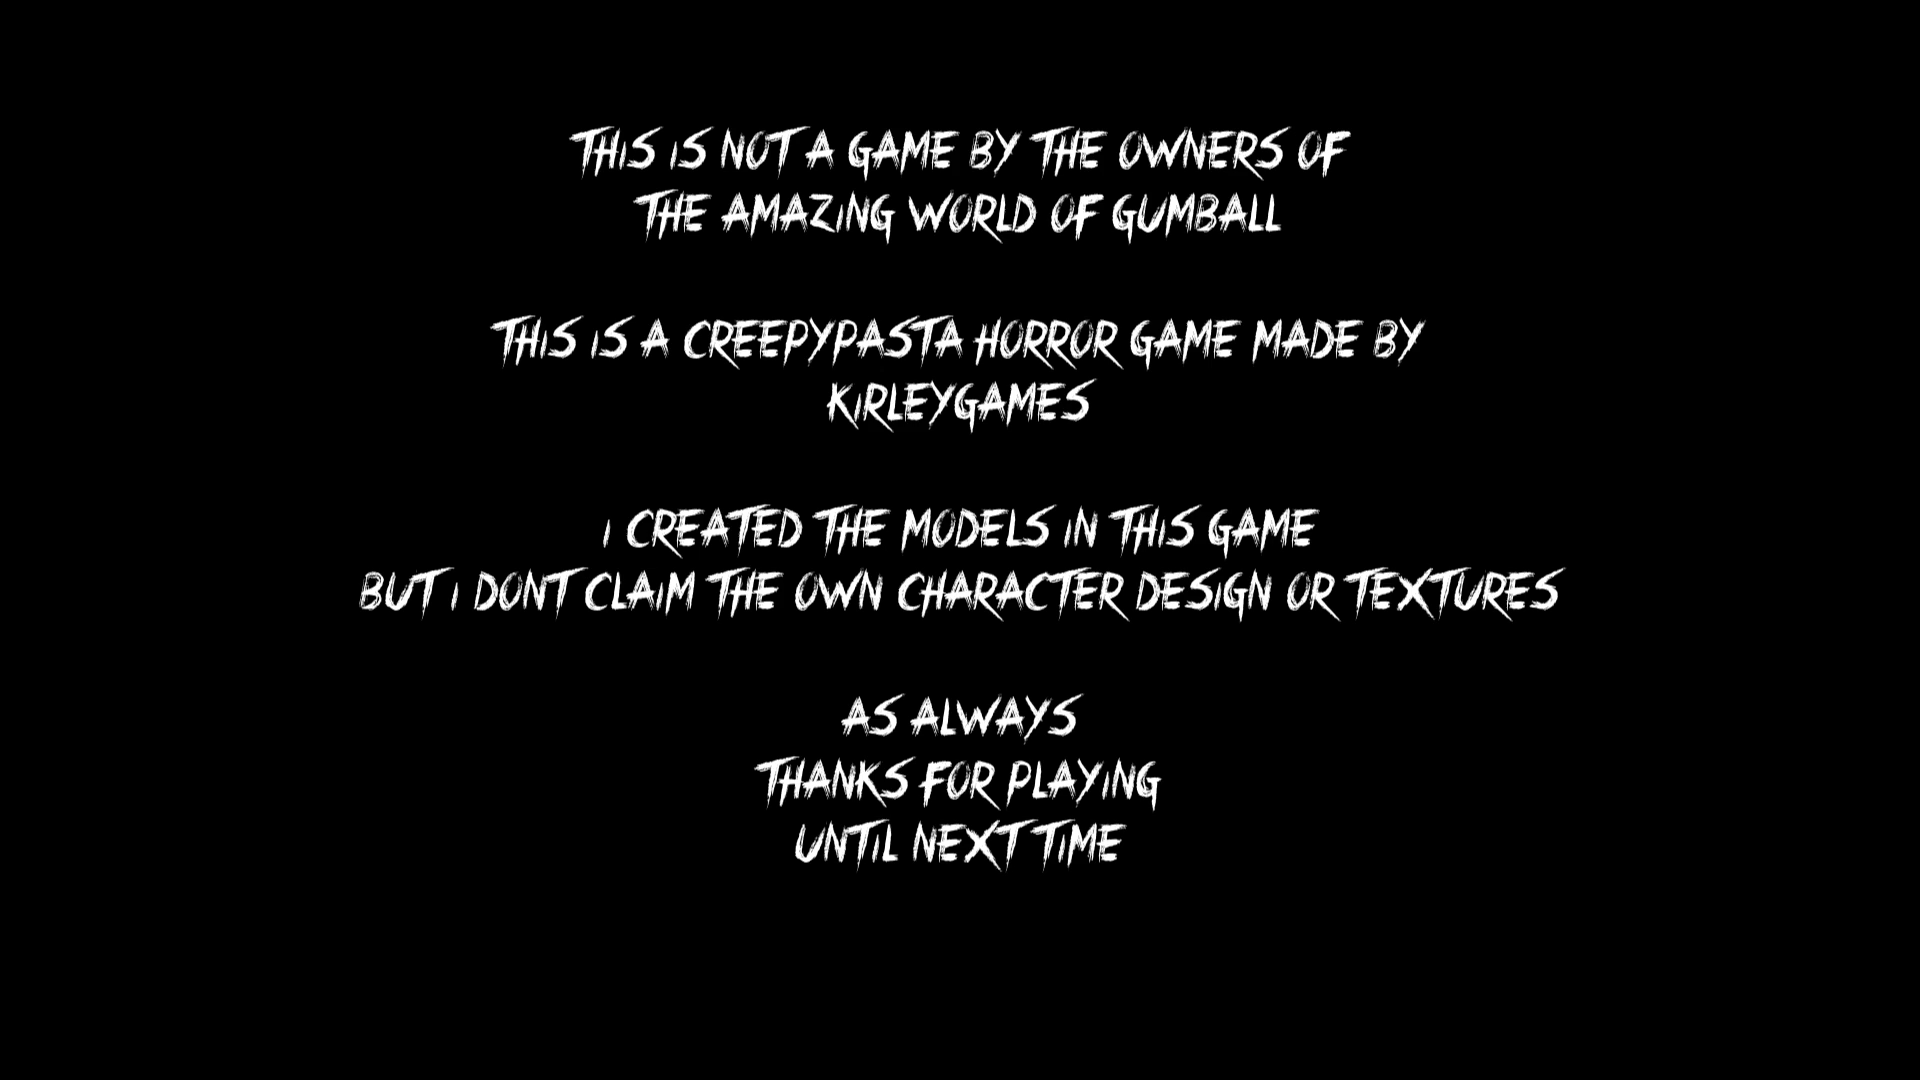 THIS IS NOT A GAME BY THE OWNERS OF
THE AMAZING WORLD OF GUMBALL
THIS IS A CREEPYPASTA HORROR GAME MADE BY
KIRLEYGAMES
I CREATED THE MODELS IN THIS GAME
BUT I DONT CLAIM THE OWN CHARACTER DESIGN OR TEXTURES
AS ALWAYS
THANKS FOR PLAYING
UNTIL NEXT TIME